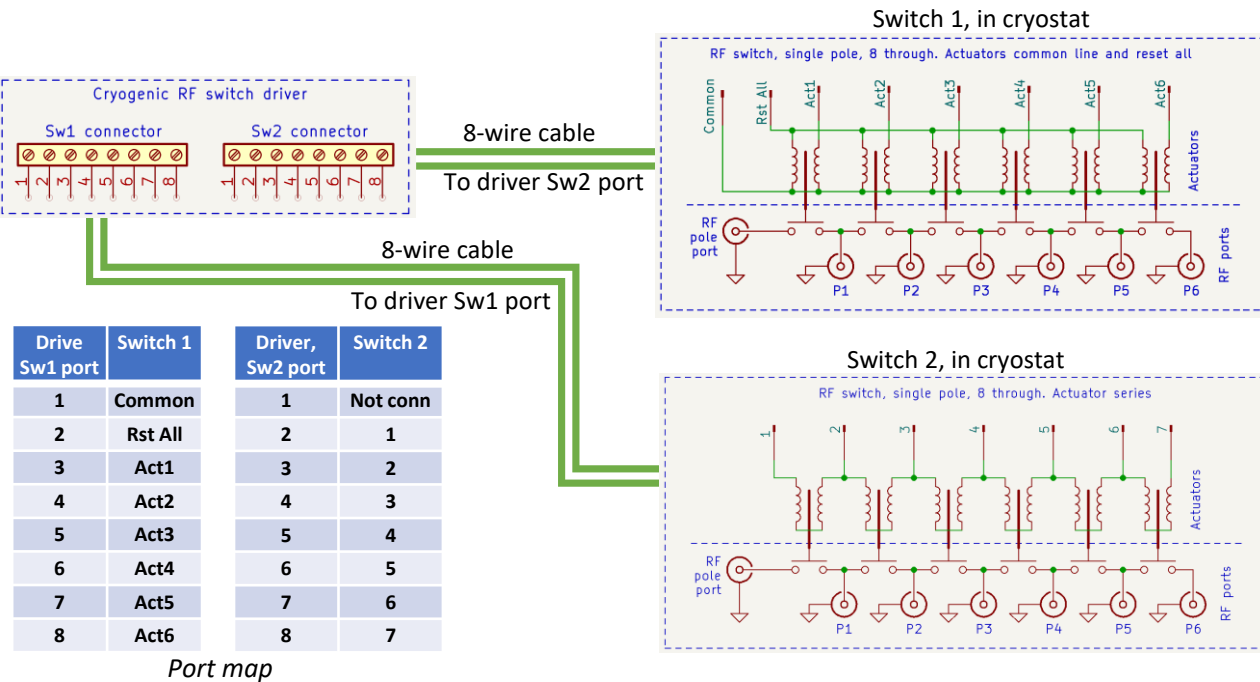 Switch 1, in cryostat
RF switch, single pole, 8 through. Actuators common line and reset all
Common
Rst All
Act1
Act2
Act3
Act4
Act5
Act6
Actuators
RF
pole
port
P1
P2
P3
P4
P5
P6
RF ports
Cryogenic RF switch driver
Sw1 connector
Sw2 connector
1 2 3 4 5 6 7 8
1 2 3 4 5 6 7 8
8-wire cable
To driver Sw2 port
8-wire cable
To driver Sw1 port
Switch 2, in cryostat
RF switch, single pole, 8 through. Actuator series
1
2
3
4
5
6
7
Actuators
RF
pole
port
P1
P2
P3
P4
P5
P6
RF ports
Drive Switch 1
Sw1 port
1 Common
2 Rst All
3 Act1
4 Act2
5 Act3
6 Act4
7 Act5
8 Act6
Driver, Switch 2
Sw2 port
1 Not conn
2 1
3 2
4 3
5 4
6 5
7 6
8 7
Port map